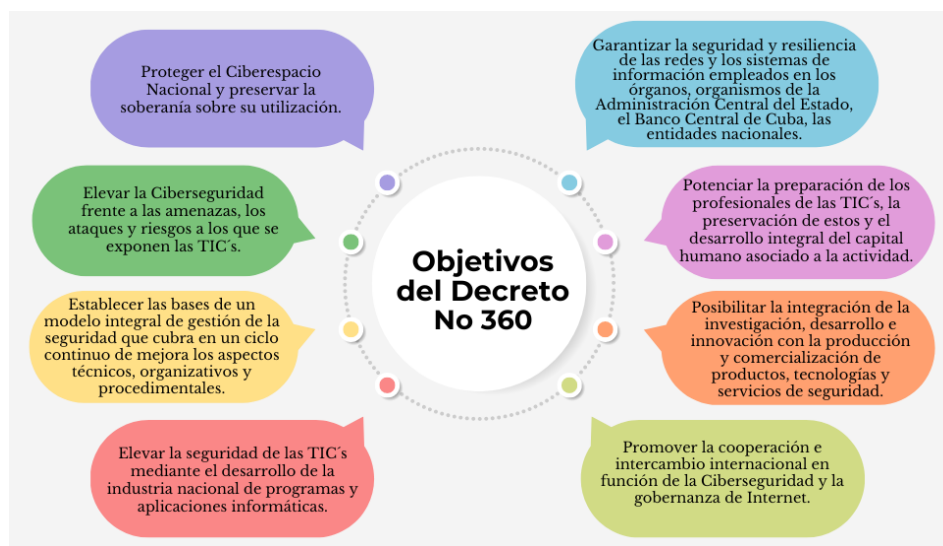 Proteger el Ciberespacio
Nacional y preservar la
soberanía sobre su utilización.
Garantizar la seguridad y resiliencia
de las redes y los sistemas de
información empleados en los
órganos, organismos de la
Administración Central del Estado,
el Banco Central de Cuba, las
entidades nacionales.
Elevar la Ciberseguridad
frente a las amenazas, los
ataques y riesgos a los que se
exponen las TIC´s.
Potenciar la preparación de los
profesionales de las TIC´s, la
preservación de estos y el
desarrollo integral del capital
humano asociado a la actividad.
Objetivos
del Decreto
No 360
Establecer las bases de un
modelo integral de gestión de la
seguridad que cubra en un ciclo
continuo de mejora los aspectos
técnicos, organizativos y
procedimentales.
Posibilitar la integración de la
investigación, desarrollo e
innovación con la producción
y comercialización de
productos, tecnologías y
servicios de seguridad.
Elevar la seguridad de las TIC´s
mediante el desarrollo de la
industria nacional de programas y
aplicaciones informáticas.
Promover la cooperación e
intercambio internacional en
función de la Ciberseguridad y la
gobernanza de Internet.